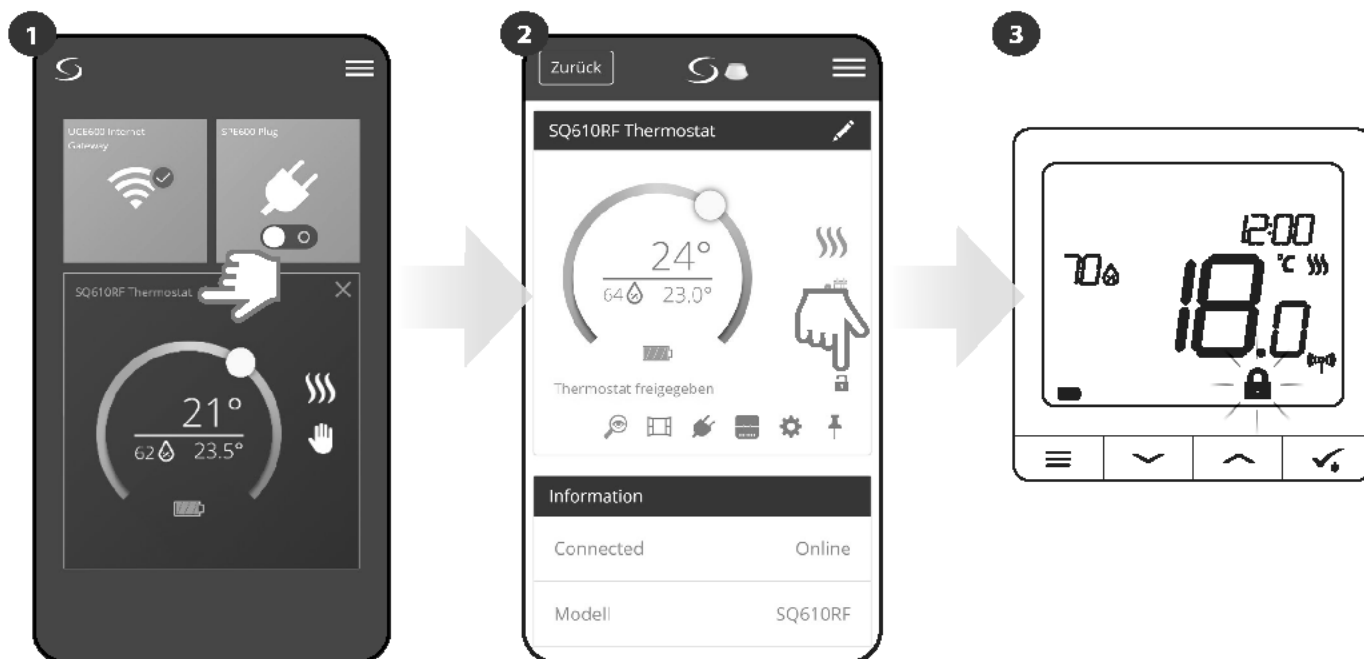 1
UCE600 Internet
Gateway
SPE600 Plug
SQ610RF Thermostat
21°
62 23.5°
2
Zurück
SQ610RF Thermostat
24°
64 23.0°
Thermostat freigegeben
Information
Connected Online
Modell SQ610RF
3
12:00
70 °C
18.0